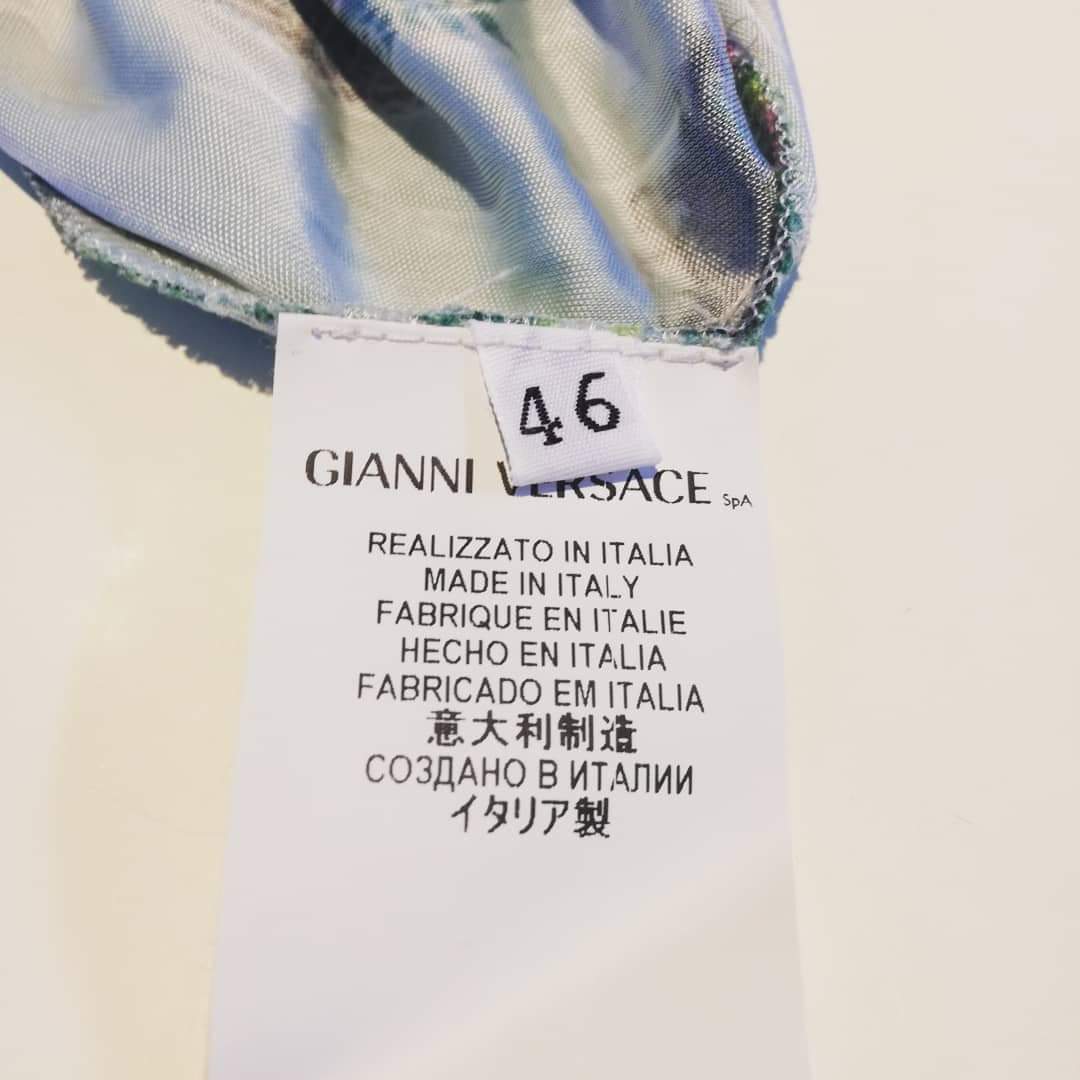 46
GIANNI VERSACE SpA
REALIZZATO IN ITALIA
MADE IN ITALY
FABRIQUE EN ITALIE
HECHO EN ITALIA
FABRICADO EM ITALIA
意大利制造
СОЗДАНО В ИТАЛИИ
イタリア製